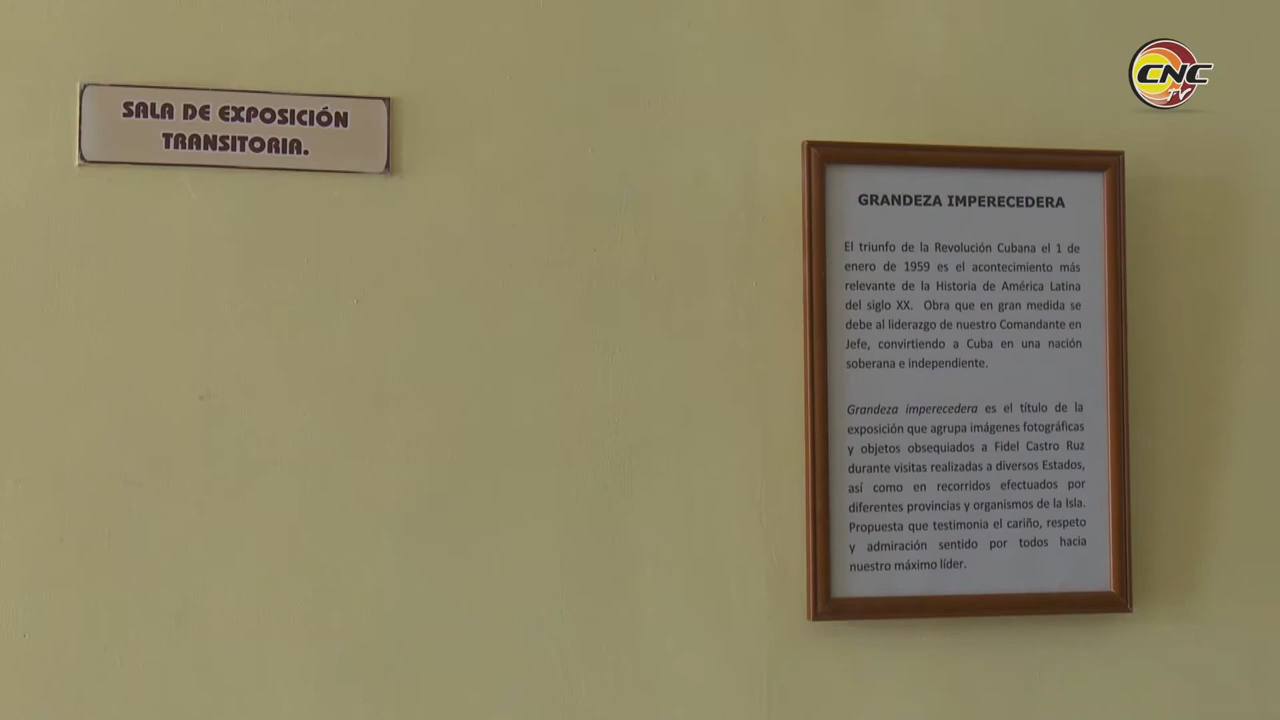 SALA DE EXPOSICIÓN
TRANSITORIA.
CNC
TV
GRANDEZA IMPERECEDERA
El triunfo de la Revolución Cubana el 1 de
enero de 1959 es el acontecimiento más
relevante de la Historia de América Latina
del siglo XX. Obra que en gran medida se
debe al liderazgo de nuestro Comandante en
Jefe, convirtiendo a Cuba en una nación
soberana e independiente.
Grandeza imperecedera es el título de la
exposición que agrupa imágenes fotográficas
y objetos obsequiados a Fidel Castro Ruz
durante visitas realizadas a diversos Estados,
así como en recorridos efectuados por
diferentes provincias y organismos de la Isla.
Propuesta que testimonia el cariño, respeto
y admiración sentido por todos hacia
nuestro máximo líder.